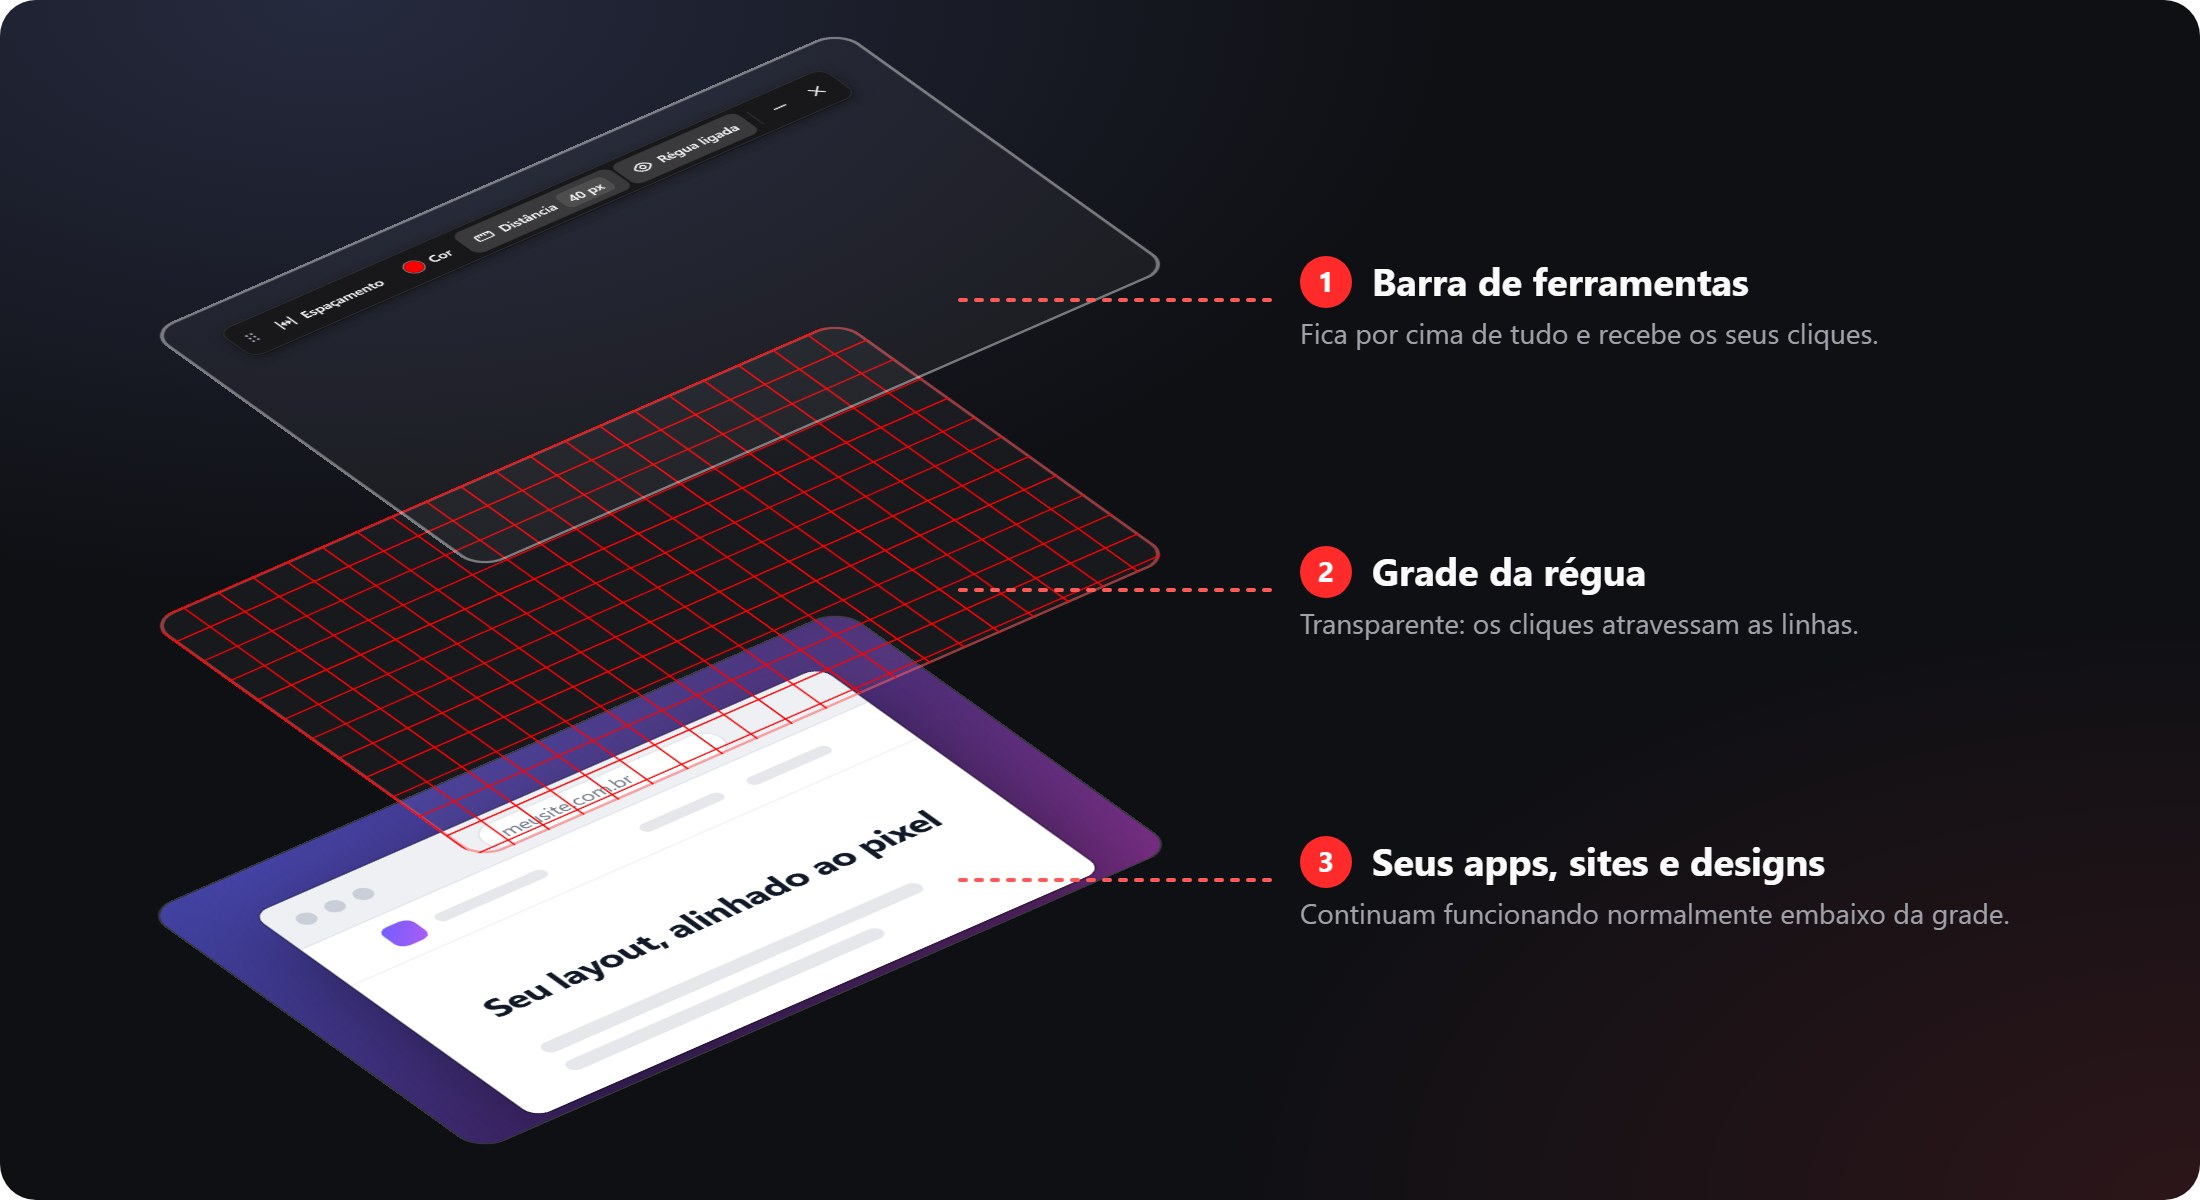 Espaçamento
Cor
Distância 40 px
Régua ligada
1 Barra de ferramentas
Fica por cima de tudo e recebe os seus cliques.
2 Grade da régua
Transparente: os cliques atravessam as linhas.
meusite.com.br
Seu layout, alinhado ao pixel
3 Seus apps, sites e designs
Continuam funcionando normalmente embaixo da grade.